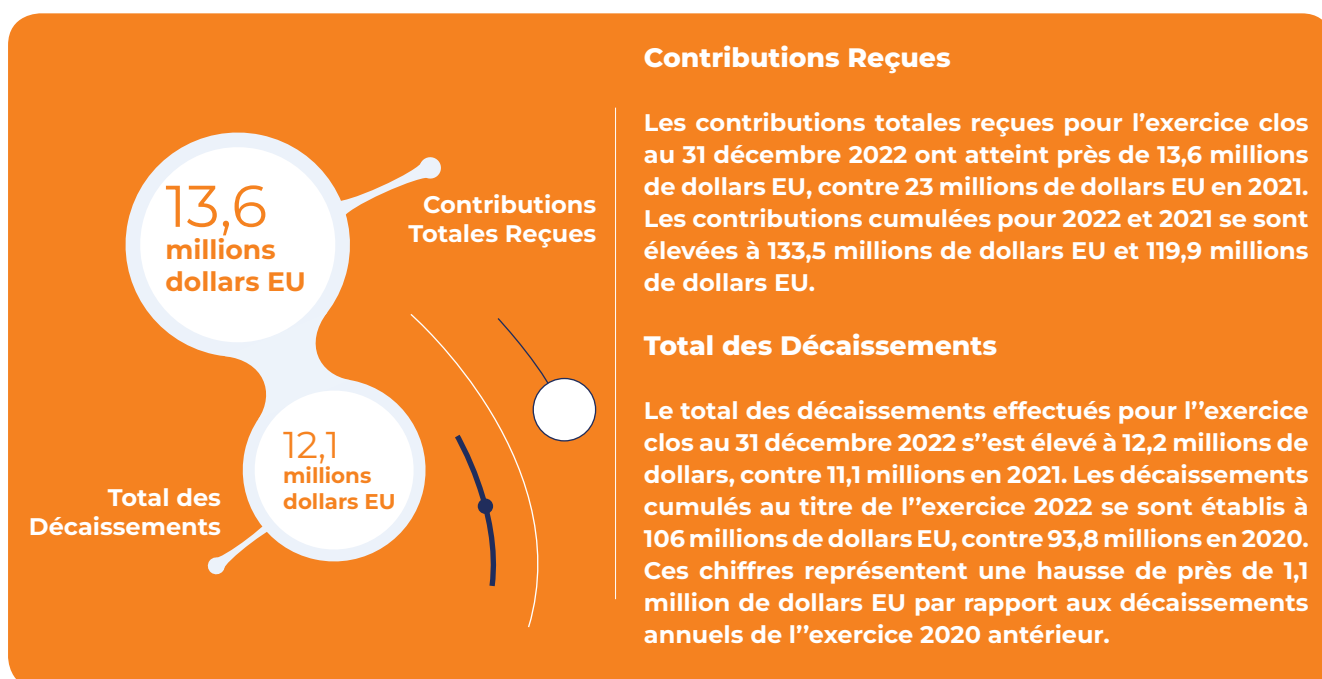 13,6
millions
dollars EU
Contributions
Totales Reçues
12,1
millions
dollars EU
Total des
Décaissements
Contributions Reçues
Les contributions totales reçues pour l'exercice clos
au 31 décembre 2022 ont atteint près de 13,6 millions
de dollars EU, contre 23 millions de dollars EU en 2021.
Les contributions cumulées pour 2022 et 2021 se sont
élevées à 133,5 millions de dollars EU et 119,9 millions
de dollars EU.
Total des Décaissements
Le total des décaissements effectués pour l''exercice
clos au 31 décembre 2022 s''est élevé à 12,2 millions de
dollars, contre 11,1 millions en 2021. Les décaissements
cumulés au titre de l''exercice 2022 se sont établis à
106 millions de dollars EU, contre 93,8 millions en 2020.
Ces chiffres représentent une hausse de près de 1,1
million de dollars EU par rapport aux décaissements
annuels de l''exercice 2020 antérieur.